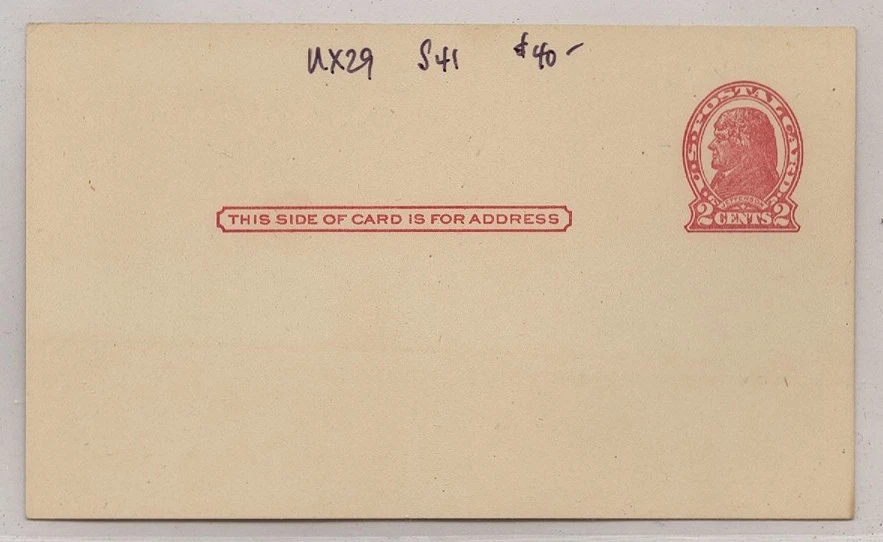 UX29 S41 $40-
U.S. POSTAL CARD
THIS SIDE OF CARD IS FOR ADDRESS
JEFFERSON
2 CENTS 2